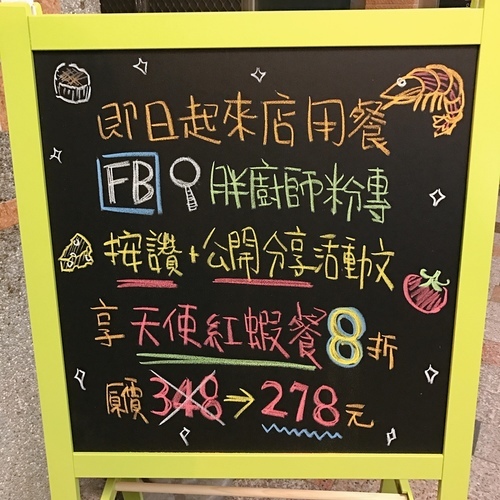 即日起來店用餐
FB 胖廚師粉專
按讚+公開分享活動文
享天使紅蝦餐8折
原價348→278元